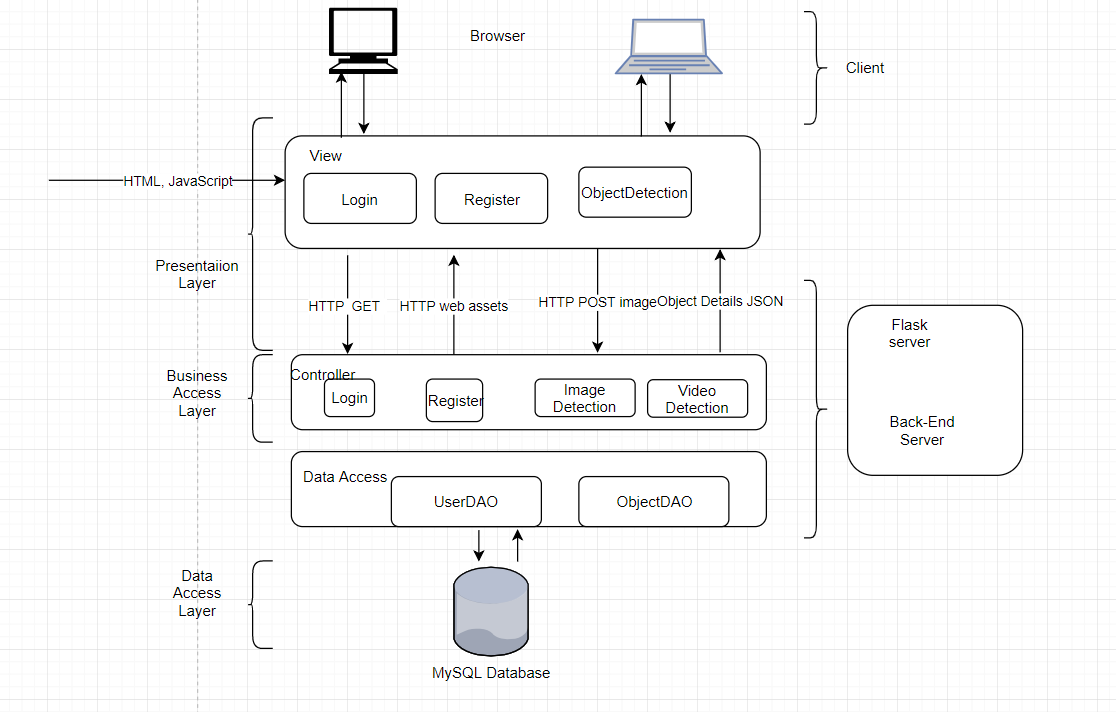 Browser
Client
View
HTML, JavaScript
Login
Register
ObjectDetection
Presentaiion
Layer
HTTP  GET
HTTP web assets
HTTP POST image
Object Details JSON
Flask
server
Back-End
Server
Business
Access
Layer
Controller
Login
Register
Image
Detection
Video
Detection
Data Access
UserDAO
ObjectDAO
Data
Access
Layer
MySQL Database